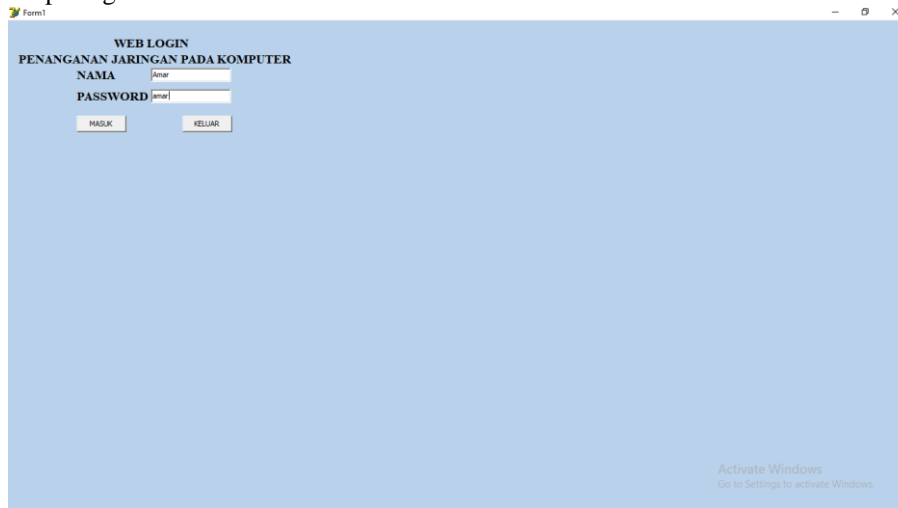 Form1
WEB LOGIN
PENANGANAN JARINGAN PADA KOMPUTER
NAMA Amar
PASSWORD amar
MASUK KELUAR
Activate Windows
Go to Settings to activate Windows.